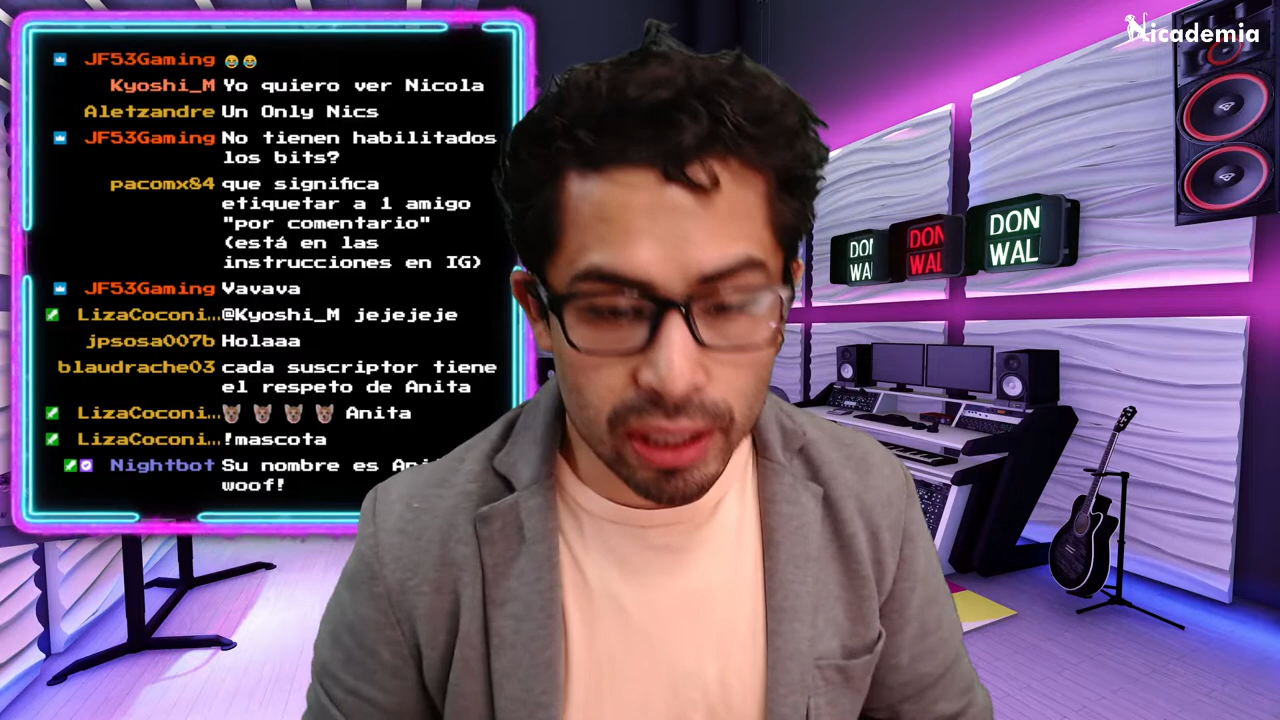 Nicademia
JF53Gaming 😂😂
Kyoshi_M Yo quiero ver Nicola
Aletzandre Un Only Nics
JF53Gaming No tienen habilitados
los bits?
pacomx84 que significa
etiquetar a 1 amigo
"por comentario"
(está en las
instrucciones en IG)
JF53Gaming Vavava
LizaCoconi... @Kyoshi_M jejejeje
jpsosa007b Holaaa
blaudrache03 cada suscriptor tiene
el respeto de Anita
LizaCoconi... Anita
LizaCoconi... !mascota
Nightbot Su nombre es
woof!
DON
WAL
DON
WAL
DON
WAL